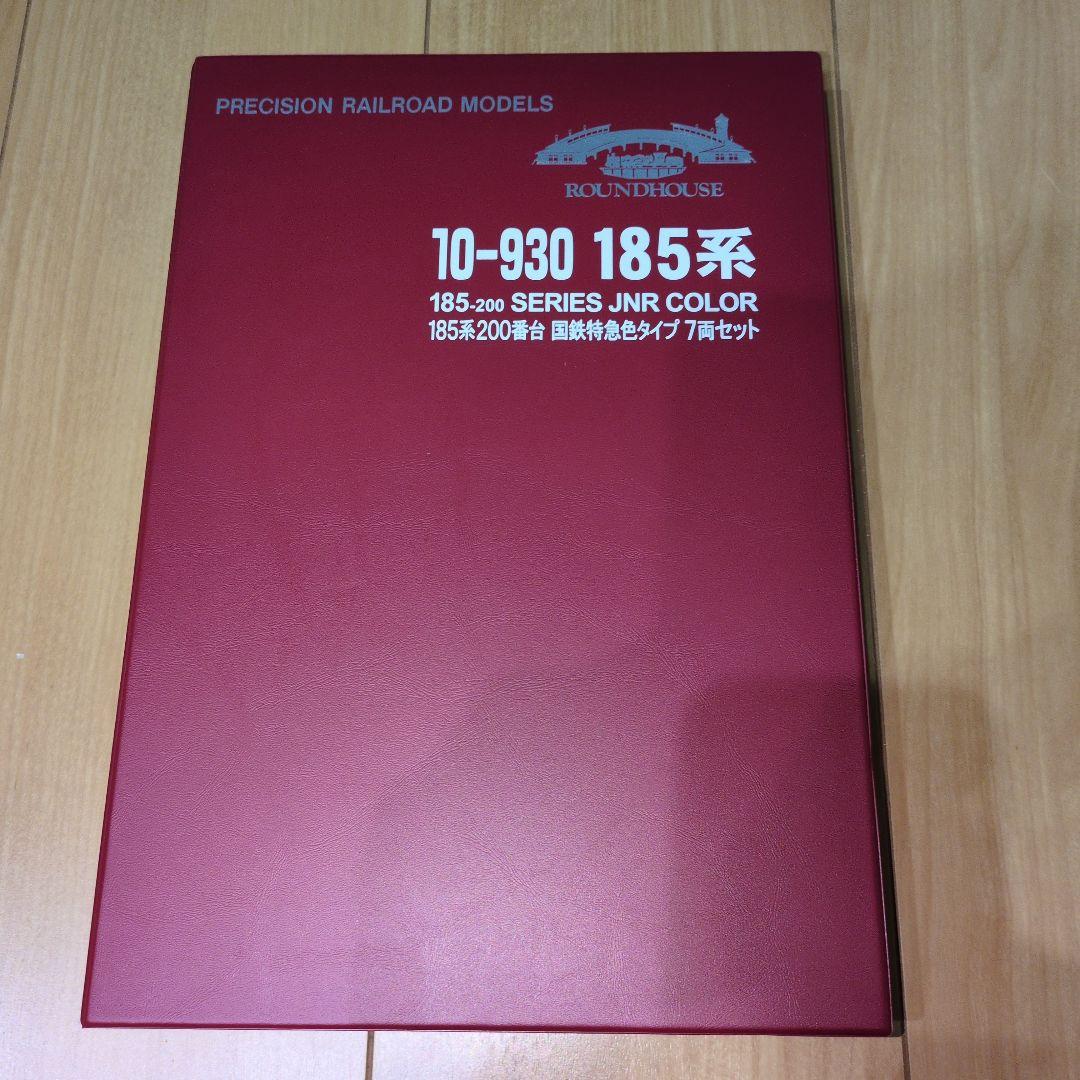 PRECISION RAILROAD MODELS
ROUNDHOUSE
10-930 185系
185-200 SERIES JNR COLOR
185系200番台 国鉄特急色タイプ 7両セット